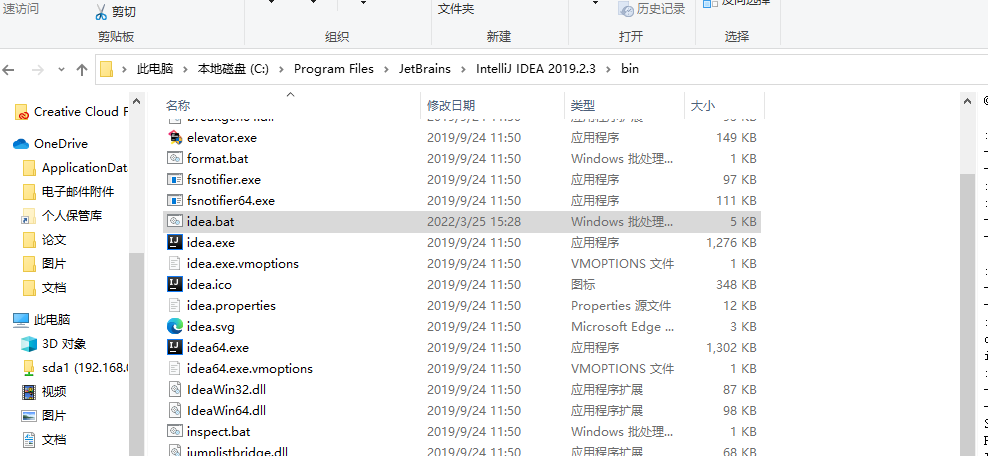 速访问
剪切
文件夹
历史记录
反向选择
剪贴板
组织
新建
打开
选择
此电脑 > 本地磁盘 (C:) > Program Files > JetBrains > IntelliJ IDEA 2019.2.3 > bin
名称 修改日期 类型 大小
elevator.exe 2019/9/24 11:50 应用程序 149 KB
format.bat 2019/9/24 11:50 Windows 批处理... 1 KB
fsnotifier.exe 2019/9/24 11:50 应用程序 97 KB
fsnotifier64.exe 2019/9/24 11:50 应用程序 111 KB
idea.bat 2022/3/25 15:28 Windows 批处理... 5 KB
idea.exe 2019/9/24 11:50 应用程序 1,276 KB
idea.exe.vmoptions 2019/9/24 11:50 VMOPTIONS 文件 1 KB
idea.ico 2019/9/24 11:50 图标 348 KB
idea.properties 2019/9/24 11:50 Properties 源文件 12 KB
idea.svg 2019/9/24 11:50 Microsoft Edge ... 3 KB
idea64.exe 2019/9/24 11:50 应用程序 1,302 KB
idea64.exe.vmoptions 2019/9/24 11:50 VMOPTIONS 文件 1 KB
IdeaWin32.dll 2019/9/24 11:50 应用程序扩展 87 KB
IdeaWin64.dll 2019/9/24 11:50 应用程序扩展 98 KB
inspect.bat 2019/9/24 11:50 Windows 批处理... 1 KB
jumplistbridge.dll 2019/9/24 11:50 应用程序扩展 68 KB
Creative Cloud F
OneDrive
ApplicationDat
电子邮件附件
个人保管库
论文
图片
文档
此电脑
3D 对象
sda1 (192.168.
视频
图片
文档